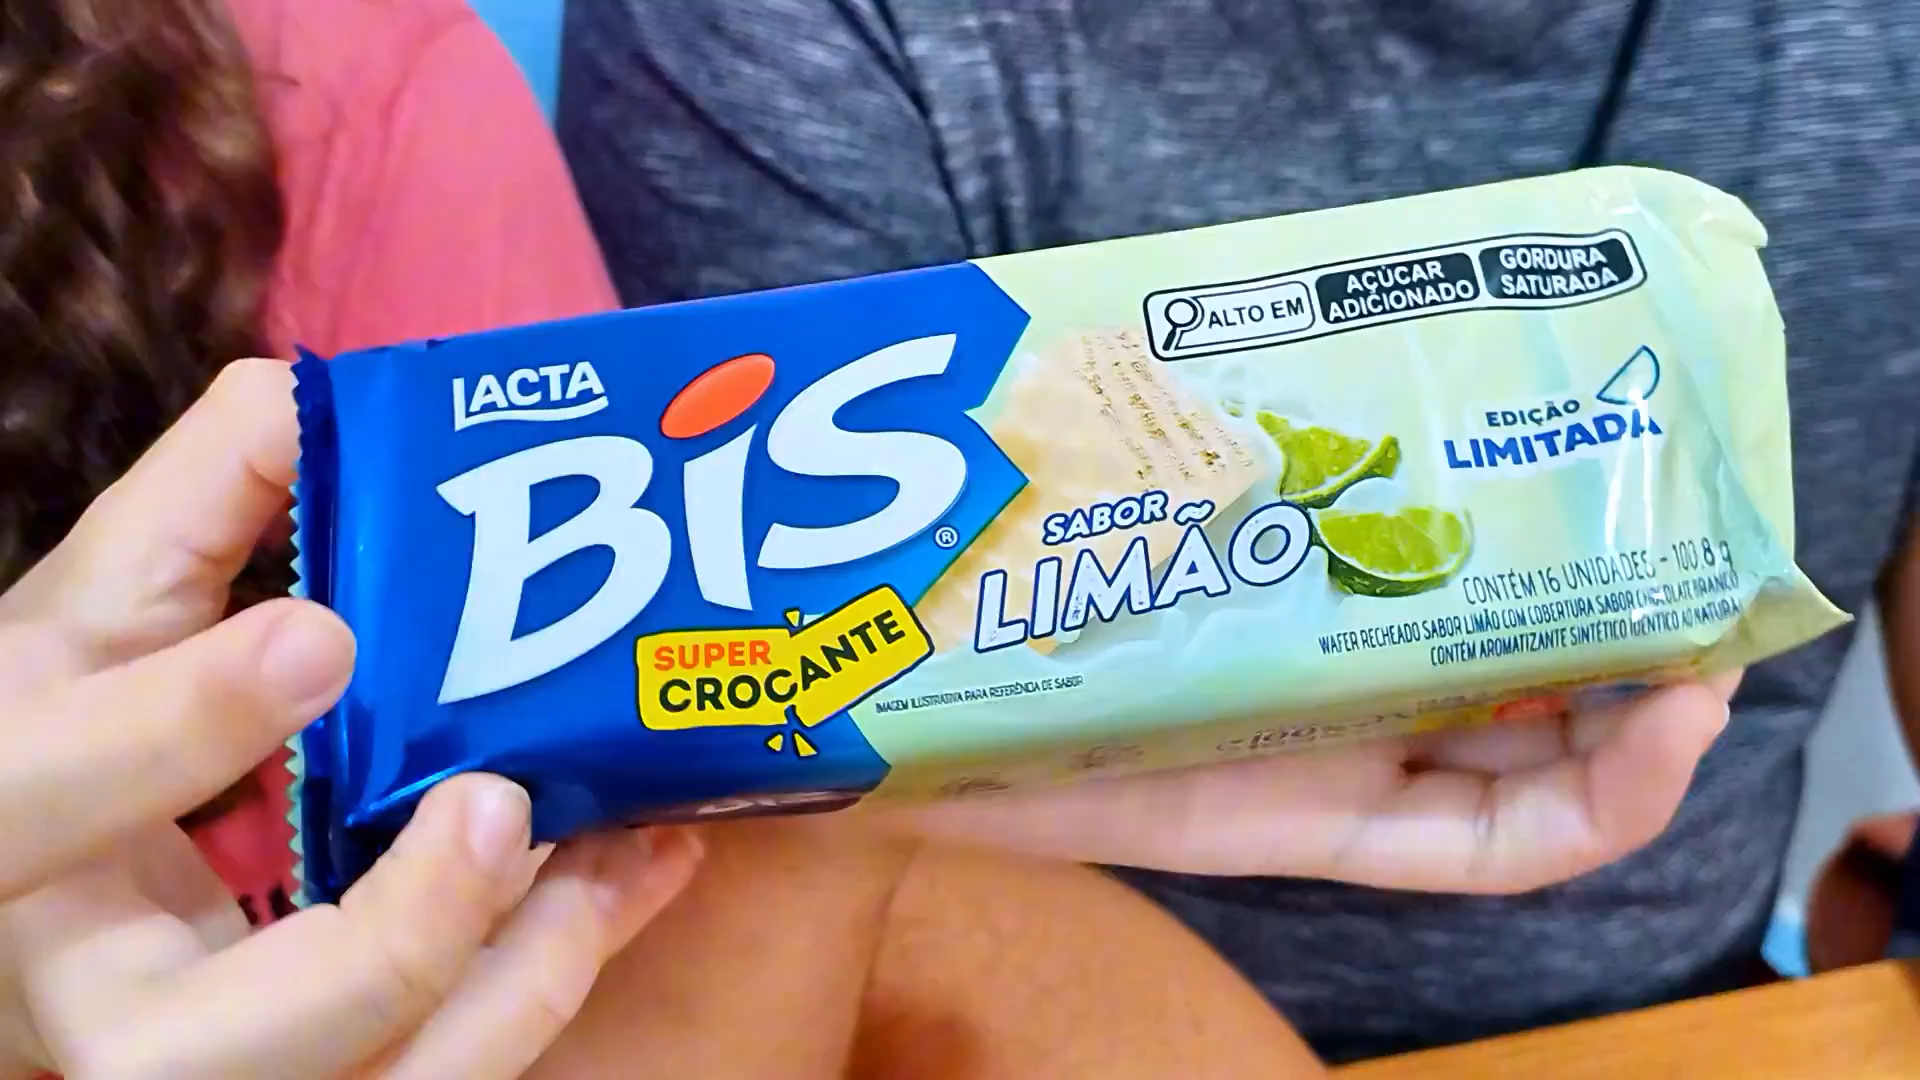 LACTA
BIS
®
SUPER
CROCANTE
IMAGEM ILUSTRATIVA PARA REFERÊNCIA DE SABOR
SABOR
LIMÃO
ALTO EM
AÇÚCAR
ADICIONADO
GORDURA
SATURADA
EDIÇÃO
LIMITADA
CONTÉM 16 UNIDADES - 100,8 g
WAFER RECHEADO SABOR LIMÃO COM COBERTURA SABOR CHOCOLATE BRANCO
CONTÉM AROMATIZANTE SINTÉTICO IDÊNTICO AO NATURAL